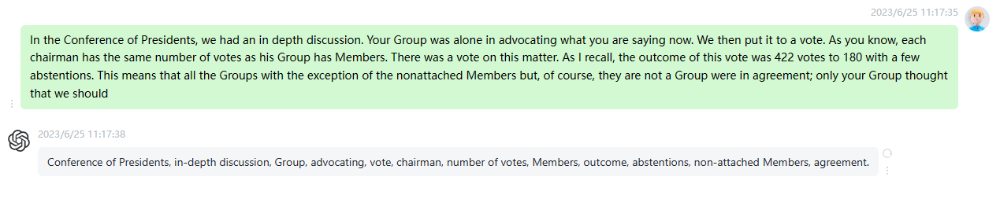 2023/6/25 11:17:35
In the Conference of Presidents, we had an in depth discussion. Your Group was alone in advocating what you are saying now. We then put it to a vote. As you know, each
chairman has the same number of votes as his Group has Members. There was a vote on this matter. As I recall, the outcome of this vote was 422 votes to 180 with a few
abstentions. This means that all the Groups with the exception of the nonattached Members but, of course, they are not a Group were in agreement; only your Group thought
that we should
2023/6/25 11:17:38
Conference of Presidents, in-depth discussion, Group, advocating, vote, chairman, number of votes, Members, outcome, abstentions, non-attached Members, agreement.